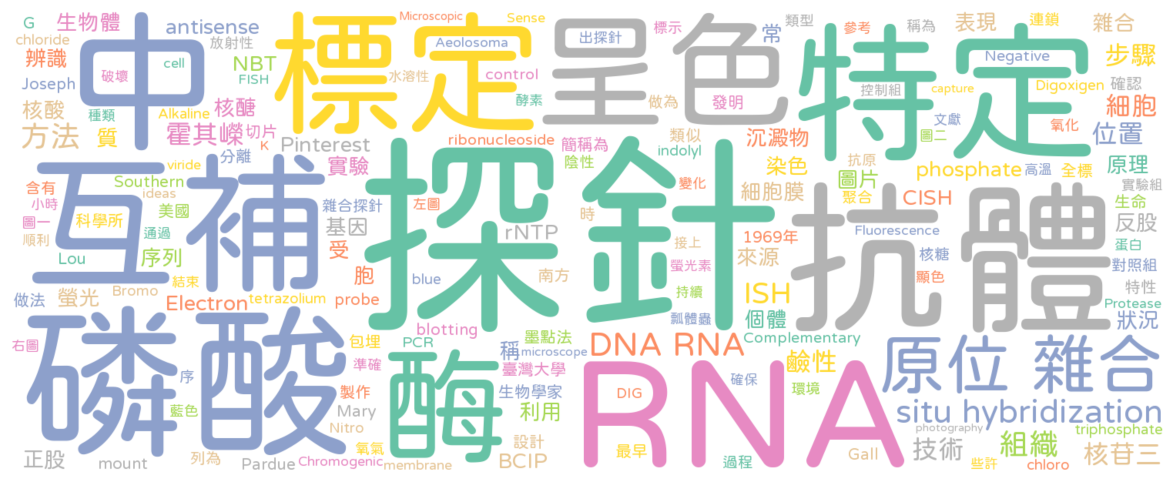 G
生物體
antisense
Microscopic
Sense
標示
類型
參考
稱為
表現
連鎖
雜合
chloride
放射性
中
標定
Aeolosoma
出探針
呈色
常
特定
Negative
步驟
辨識
破壞
cell
NBT
FISH
水溶性
control
控制組
capture
Digoxigen
確認
Joseph
種類
Alkaline
核醣
酵素
做為
發明
細胞
核酸
方法
質
霍其嶸
切片
K
Pinterest
ribonucleoside
簡稱為
類似
沉澱物
圖二
文獻
氧化
位置
分離
viride
實驗
陰性
indolyl
染色
抗原
phosphate
高溫
全標
原理
含有
Southern
ideas
小時
美國
科學所
互補
雜合探針
左圖
探針
變化
細胞膜
圖片
聚合
CISH
實驗組
生命
圖一
通過
基因
rNTP
時
1969年
抗體
Fluorescence
反股
順利
Lou
序列
受
接上
來源
核糖
蛋白
結束
胞
螢光素
顯色
對照組
做法
螢光
Bromo
Electron
tetrazolium
probe
blue
南方
持續
ISH
特性
Protease
個體
瓢體蟲
狀況
blotting
右圖
磷酸
包埋
PCR
墨點法
DNA RNA
Complementary
稱
microscope
準確
酶
臺灣大學
鹼性
原位 雜合
序
藍色
製作
生物學家
RNA
DIG
確保
環境
Mary
利用
situ hybridization
Nitro
photography
triphosphate
正股
mount
列為
Pardue
氧氣
Chromogenic
membrane
設計
BCIP
最早
過程
Gall
技術
組織
些許
chloro
核苷三